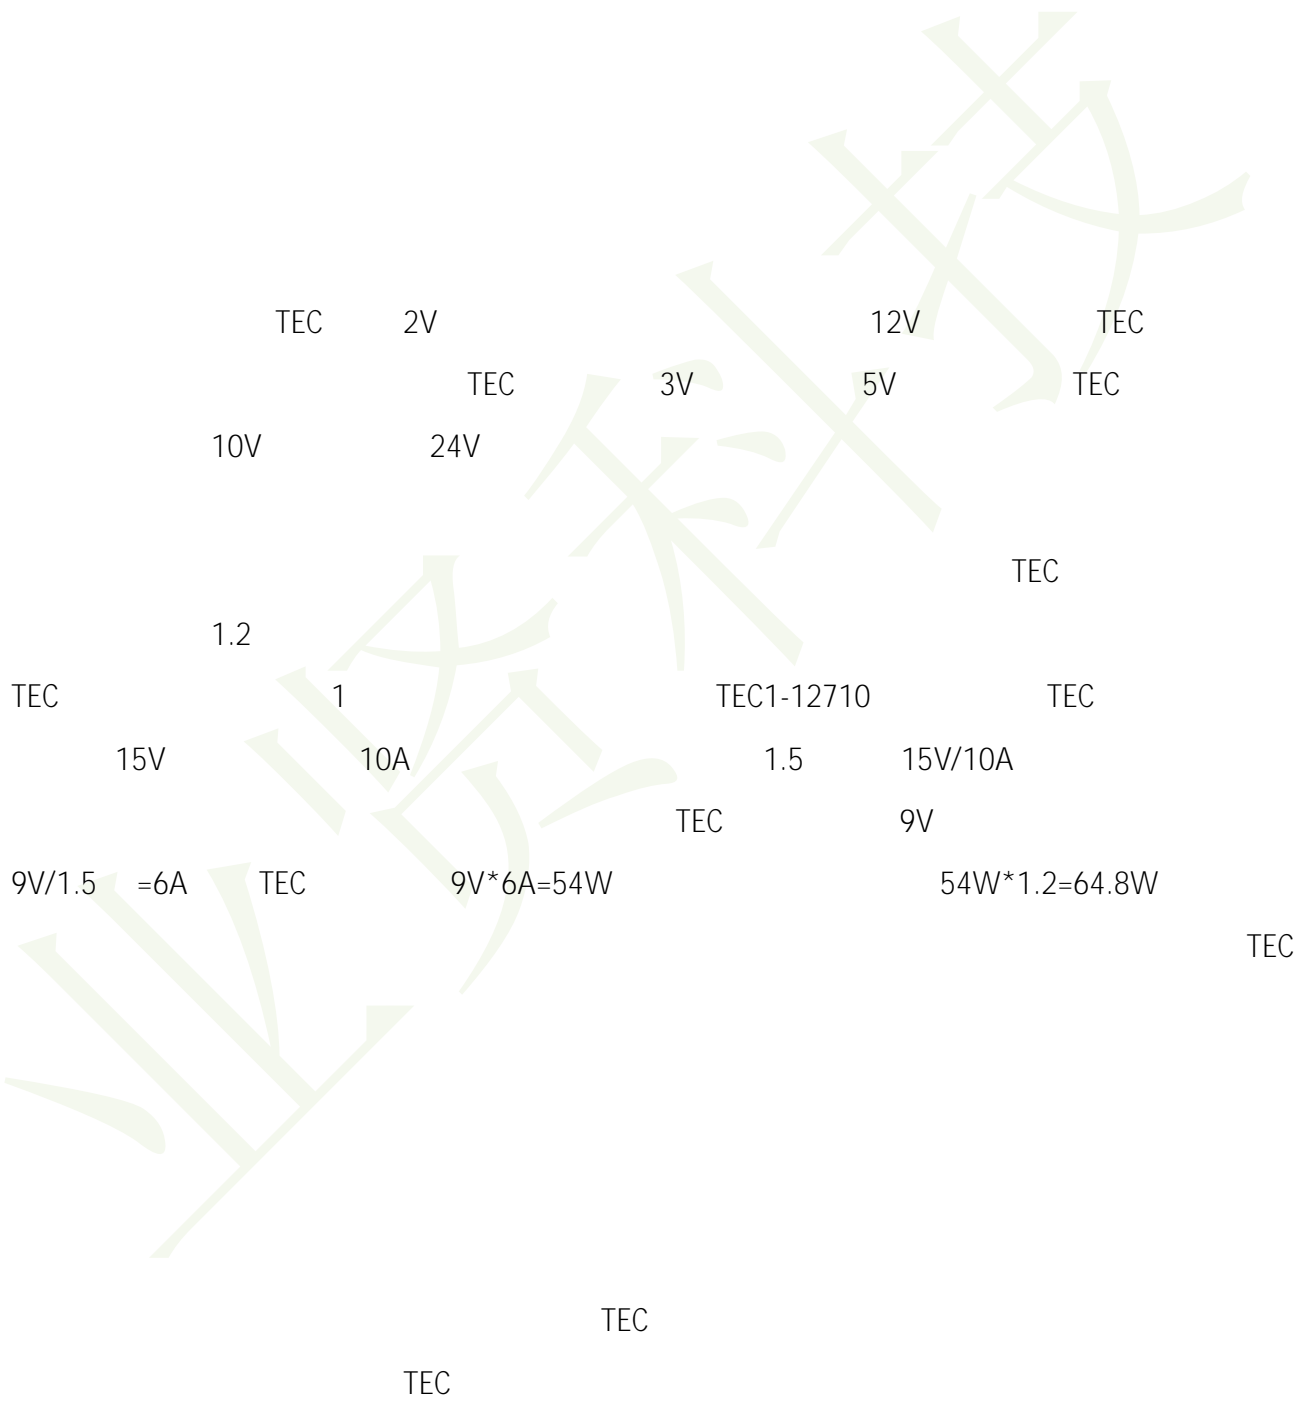 TEC 2V 12V TEC
TEC 3V 5V TEC
10V 24V
TEC
1.2
TEC 1 TEC1-12710 TEC
15V 10A 1.5 15V/10A
TEC 9V
9V/1.5 =6A TEC 9V*6A=54W 54W*1.2=64.8W
TEC
TEC
TEC
业贤科技